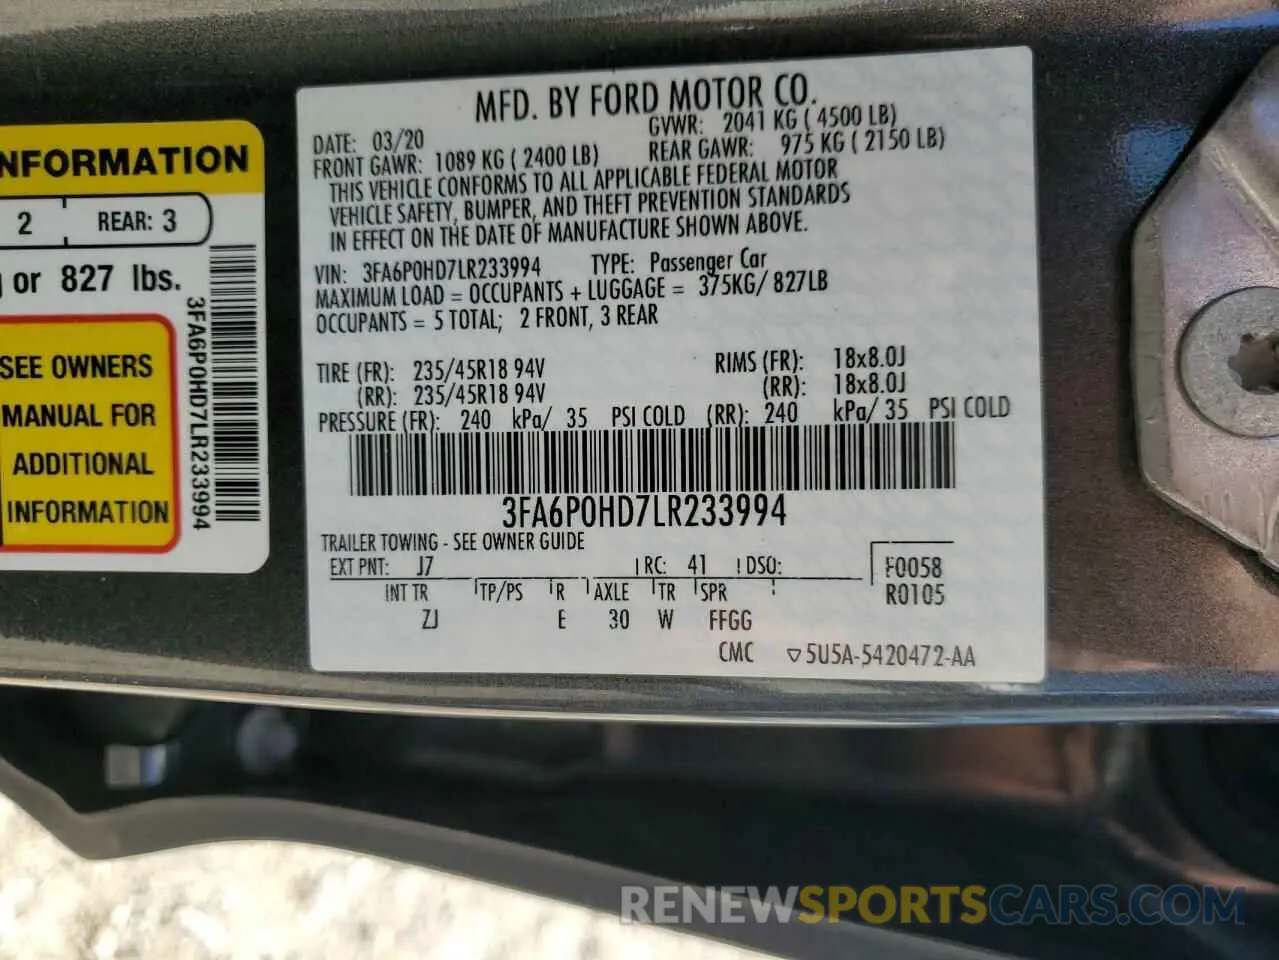 NFORMATION
2 REAR: 3
or 827 lbs.
SEE OWNERS
MANUAL FOR
ADDITIONAL
INFORMATION
3FA6P0HD7LR233994
MFD. BY FORD MOTOR CO.
DATE: 03/20 GVWR: 2041 KG ( 4500 LB)
FRONT GAWR: 1089 KG ( 2400 LB) REAR GAWR: 975 KG ( 2150 LB)
THIS VEHICLE CONFORMS TO ALL APPLICABLE FEDERAL MOTOR
VEHICLE SAFETY, BUMPER, AND THEFT PREVENTION STANDARDS
IN EFFECT ON THE DATE OF MANUFACTURE SHOWN ABOVE.
VIN: 3FA6P0HD7LR233994 TYPE: Passenger Car
MAXIMUM LOAD = OCCUPANTS + LUGGAGE = 375KG/ 827LB
OCCUPANTS = 5 TOTAL; 2 FRONT, 3 REAR
TIRE (FR): 235/45R18 94V RIMS (FR): 18x8.0J
(RR): 235/45R18 94V (RR): 18x8.0J
PRESSURE (FR): 240 kPa/ 35 PSI COLD (RR): 240 kPa/ 35 PSI COLD
3FA6P0HD7LR233994
TRAILER TOWING - SEE OWNER GUIDE
EXT PNT: J7 RC: 41 DSO: F0058
INT TR TP/PS R AXLE TR SPR R0105
ZJ E 30 W FFGG
CMC ▽5U5A-5420472-AA
RENEWSPORTSCARS.COM